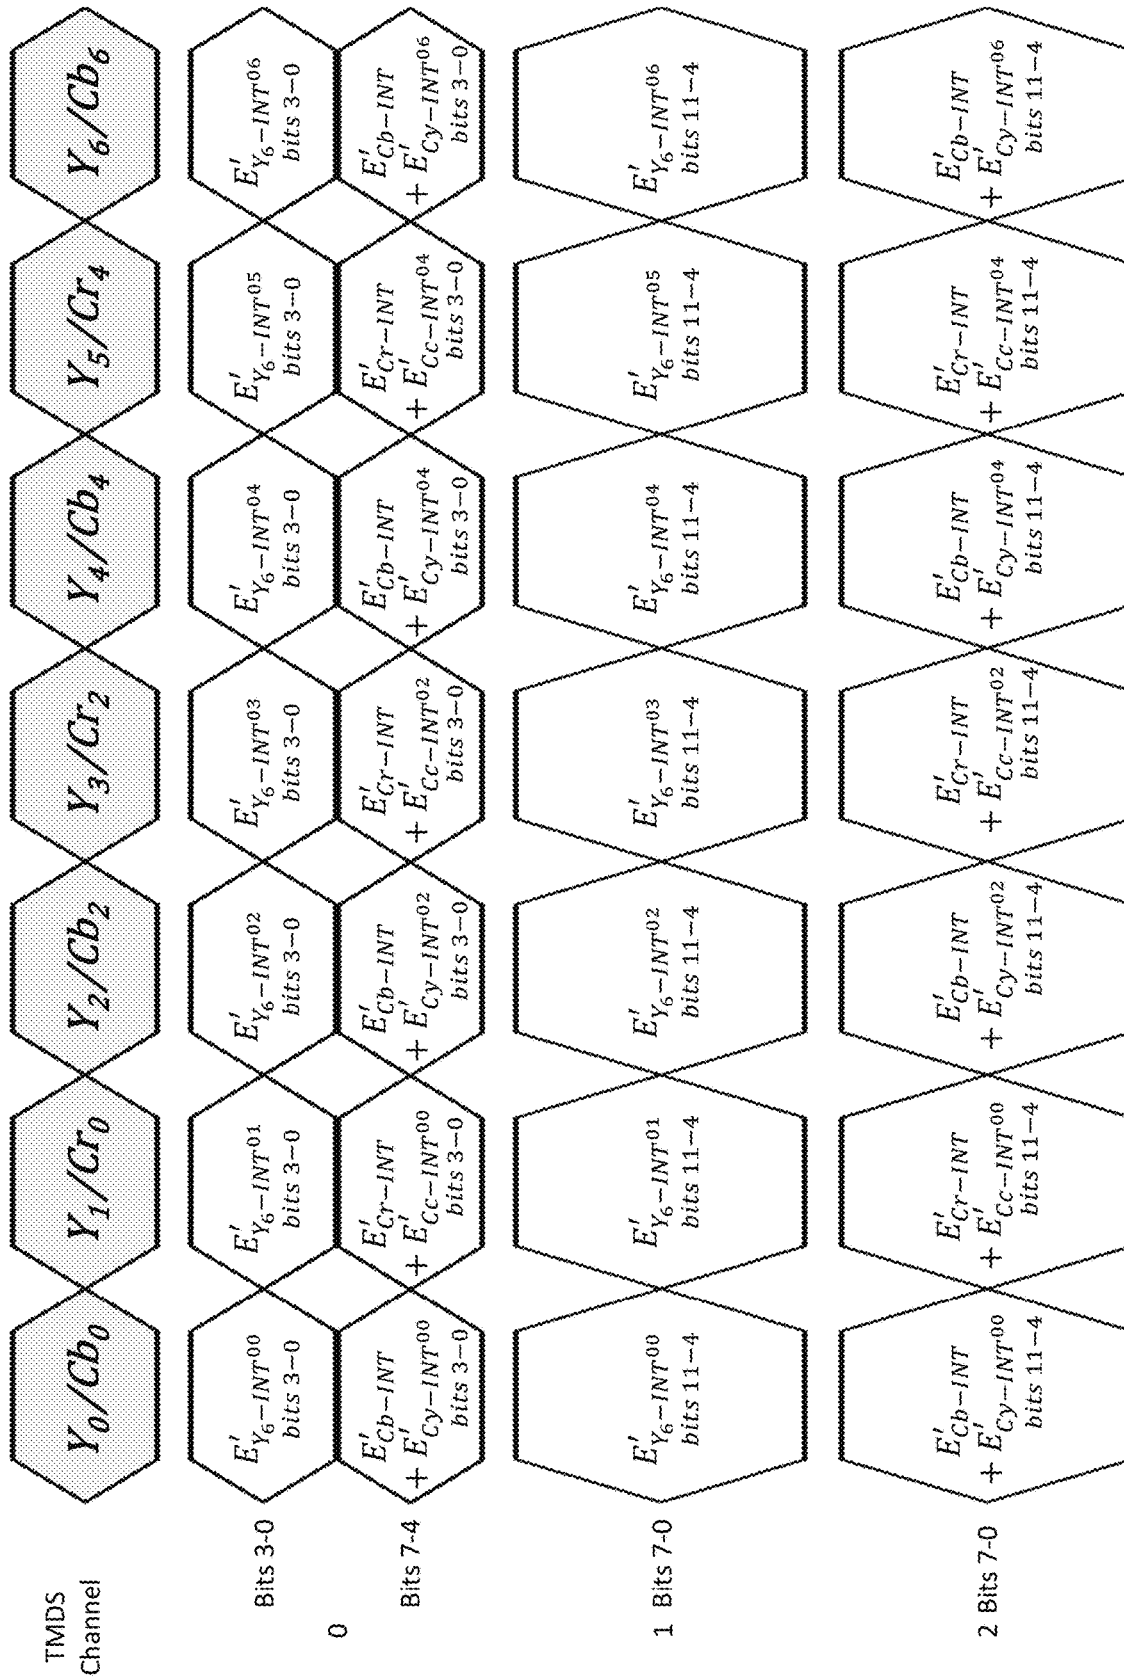 TMDS
Channel
Y₀/Cb₀
Y₁/Cr₀
Y₂/Cb₂
Y₃/Cr₂
Y₄/Cb₄
Y₅/Cr₄
Y₆/Cb₆
0
Bits 3-0
E′Y₆−INT⁰⁰
bits 3−0
E′Y₆−INT⁰¹
bits 3−0
E′Y₆−INT⁰²
bits 3−0
E′Y₆−INT⁰³
bits 3−0
E′Y₆−INT⁰⁴
bits 3−0
E′Y₆−INT⁰⁵
bits 3−0
E′Y₆−INT⁰⁶
bits 3−0
Bits 7-4
E′Cb−INT
+ E′Cy−INT⁰⁰
bits 3−0
E′Cr−INT
+ E′Cc−INT⁰⁰
bits 3−0
E′Cb−INT
+ E′Cy−INT⁰²
bits 3−0
E′Cr−INT
+ E′Cc−INT⁰²
bits 3−0
E′Cb−INT
+ E′Cy−INT⁰⁴
bits 3−0
E′Cr−INT
+ E′Cc−INT⁰⁴
bits 3−0
E′Cb−INT
+ E′Cy−INT⁰⁶
bits 3−0
1 Bits 7-0
E′Y₆−INT⁰⁰
bits 11−4
E′Y₆−INT⁰¹
bits 11−4
E′Y₆−INT⁰²
bits 11−4
E′Y₆−INT⁰³
bits 11−4
E′Y₆−INT⁰⁴
bits 11−4
E′Y₆−INT⁰⁵
bits 11−4
E′Y₆−INT⁰⁶
bits 11−4
2 Bits 7-0
E′Cb−INT
+ E′Cy−INT⁰⁰
bits 11−4
E′Cr−INT
+ E′Cc−INT⁰⁰
bits 11−4
E′Cb−INT
+ E′Cy−INT⁰²
bits 11−4
E′Cr−INT
+ E′Cc−INT⁰²
bits 11−4
E′Cb−INT
+ E′Cy−INT⁰⁴
bits 11−4
E′Cr−INT
+ E′Cc−INT⁰⁴
bits 11−4
E′Cb−INT
+ E′Cy−INT⁰⁶
bits 11−4